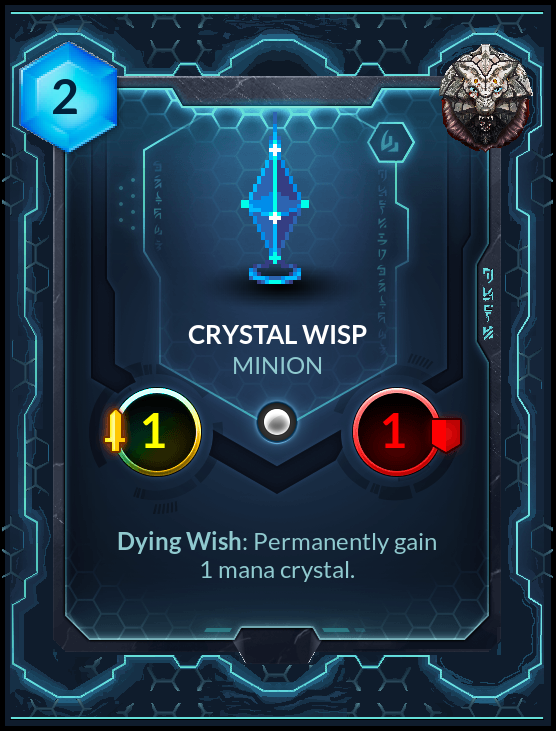 2
CRYSTAL WISP
MINION
1
1
Dying Wish: Permanently gain
1 mana crystal.